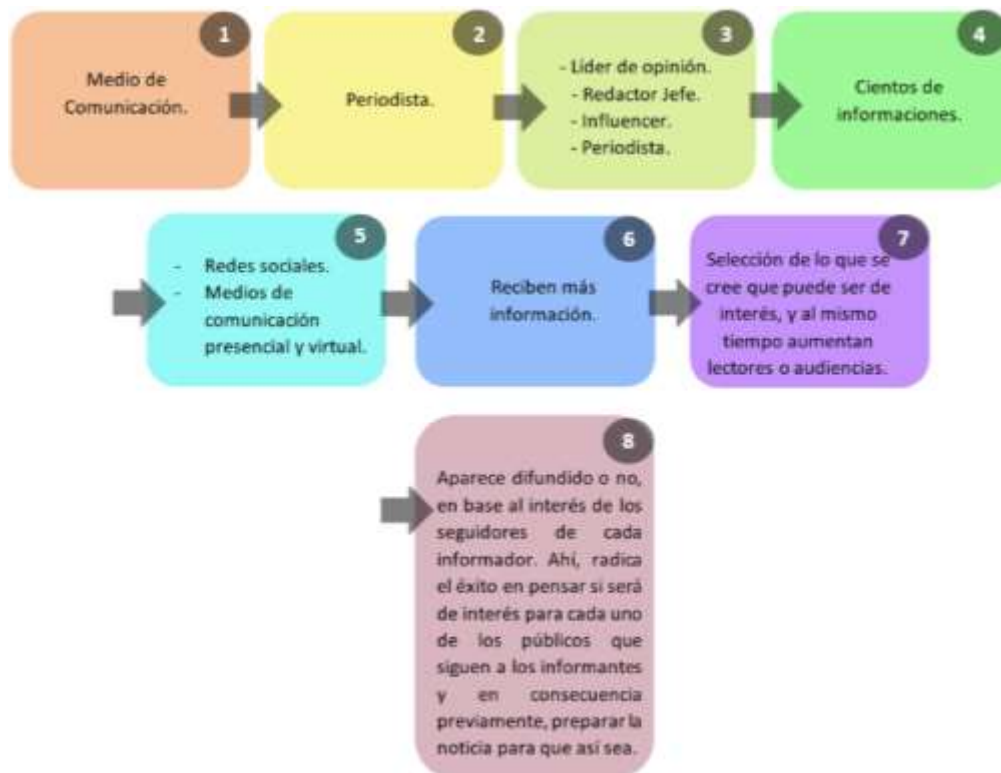 1
Medio de
Comunicación.
2
Periodista.
3
- Lider de opinión.
- Redactor Jefe.
- Influencer.
- Periodista.
4
Cientos de
informaciones.
5
- Redes sociales.
- Medios de
comunicación
presencial y virtual.
6
Reciben más
información.
7
Selección de lo que se
cree que puede ser de
interés, y al mismo
tiempo aumentan
lectores o audiencias.
8
Aparece difundido o no,
en base al interés de los
seguidores de cada
informador. Ahí, radica
el éxito en pensar si será
de interés para cada uno
de los públicos que
siguen a los informantes
y en consecuencia
previamente, preparar la
noticia para que así sea.